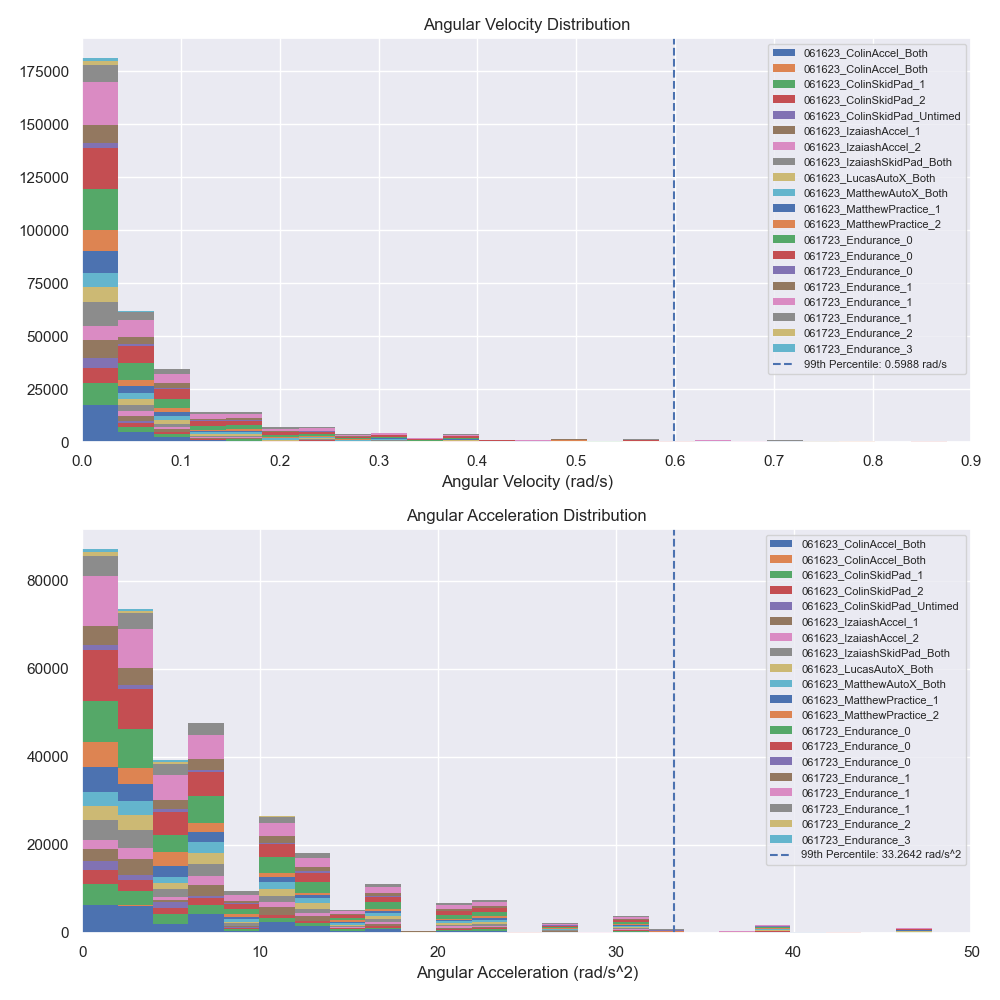 Angular Velocity Distribution
175000
150000
125000
100000
75000
50000
25000
0
0.0 0.1 0.2 0.3 0.4 0.5 0.6 0.7 0.8 0.9
Angular Velocity (rad/s)
061623_ColinAccel_Both
061623_ColinAccel_Both
061623_ColinSkidPad_1
061623_ColinSkidPad_2
061623_ColinSkidPad_Untimed
061623_IzaiashAccel_1
061623_IzaiashAccel_2
061623_IzaiashSkidPad_Both
061623_LucasAutoX_Both
061623_MatthewAutoX_Both
061623_MatthewPractice_1
061623_MatthewPractice_2
061723_Endurance_0
061723_Endurance_0
061723_Endurance_0
061723_Endurance_1
061723_Endurance_1
061723_Endurance_1
061723_Endurance_2
061723_Endurance_3
99th Percentile: 0.5988 rad/s
Angular Acceleration Distribution
80000
60000
40000
20000
0
0 10 20 30 40 50
Angular Acceleration (rad/s^2)
061623_ColinAccel_Both
061623_ColinAccel_Both
061623_ColinSkidPad_1
061623_ColinSkidPad_2
061623_ColinSkidPad_Untimed
061623_IzaiashAccel_1
061623_IzaiashAccel_2
061623_IzaiashSkidPad_Both
061623_LucasAutoX_Both
061623_MatthewAutoX_Both
061623_MatthewPractice_1
061623_MatthewPractice_2
061723_Endurance_0
061723_Endurance_0
061723_Endurance_0
061723_Endurance_1
061723_Endurance_1
061723_Endurance_1
061723_Endurance_2
061723_Endurance_3
99th Percentile: 33.2642 rad/s^2